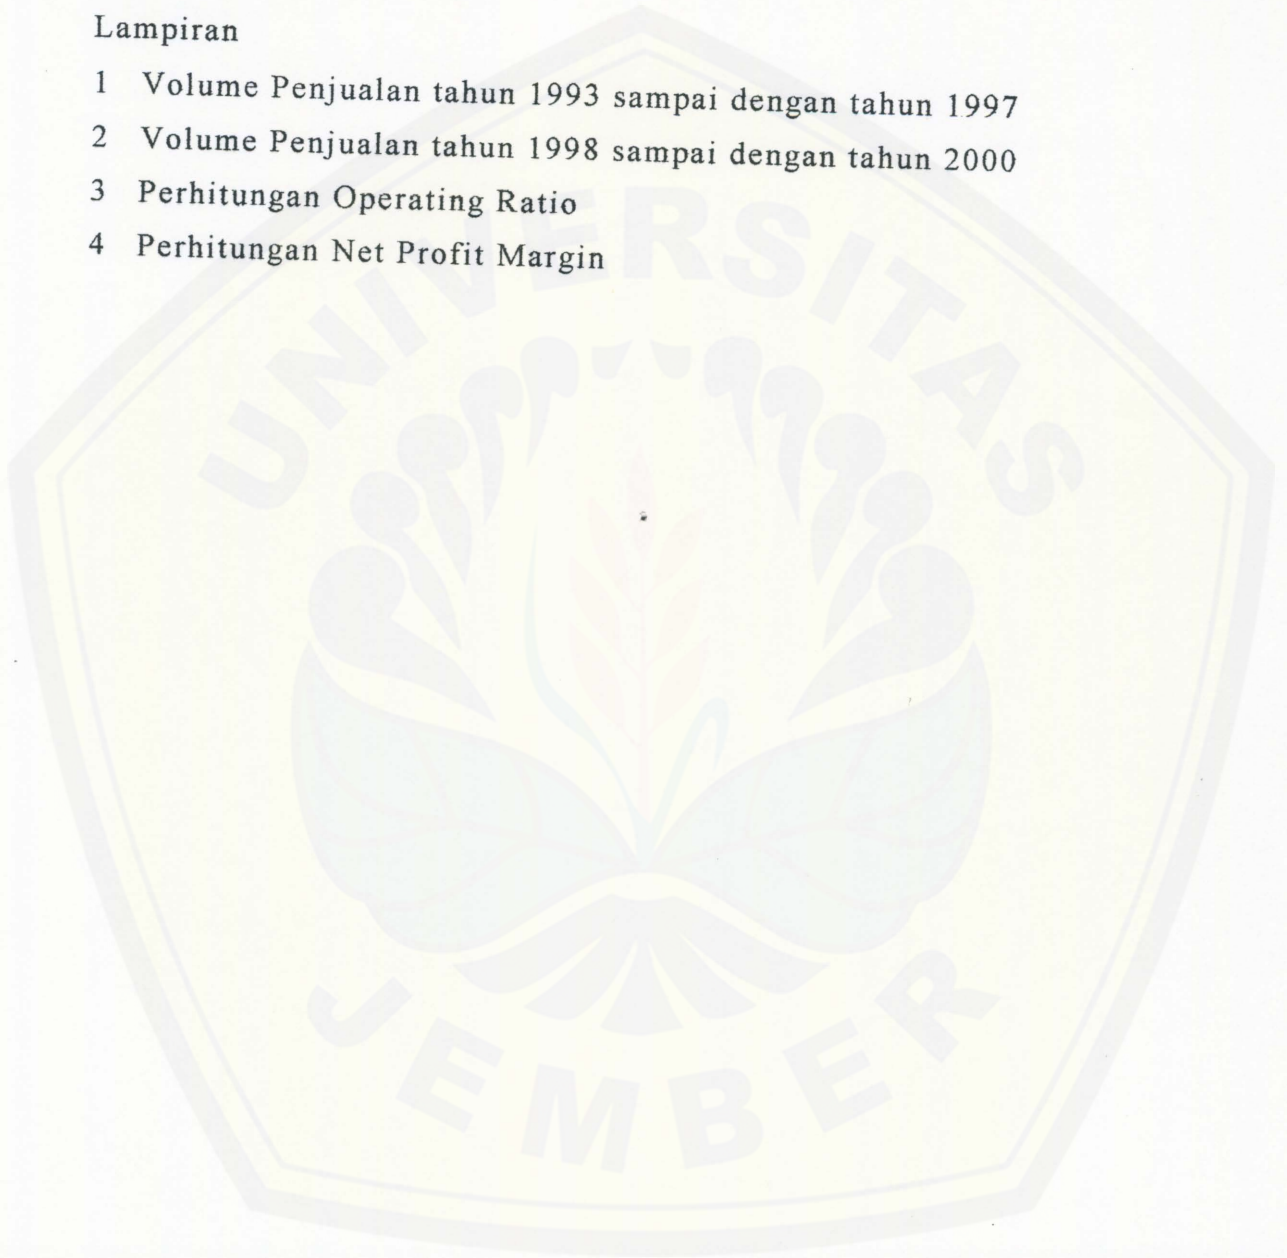 Lampiran
1 Volume Penjualan tahun 1993 sampai dengan tahun 1997
2 Volume Penjualan tahun 1998 sampai dengan tahun 2000
3 Perhitungan Operating Ratio
4 Perhitungan Net Profit Margin
UNIVERSITAS
JEMBER